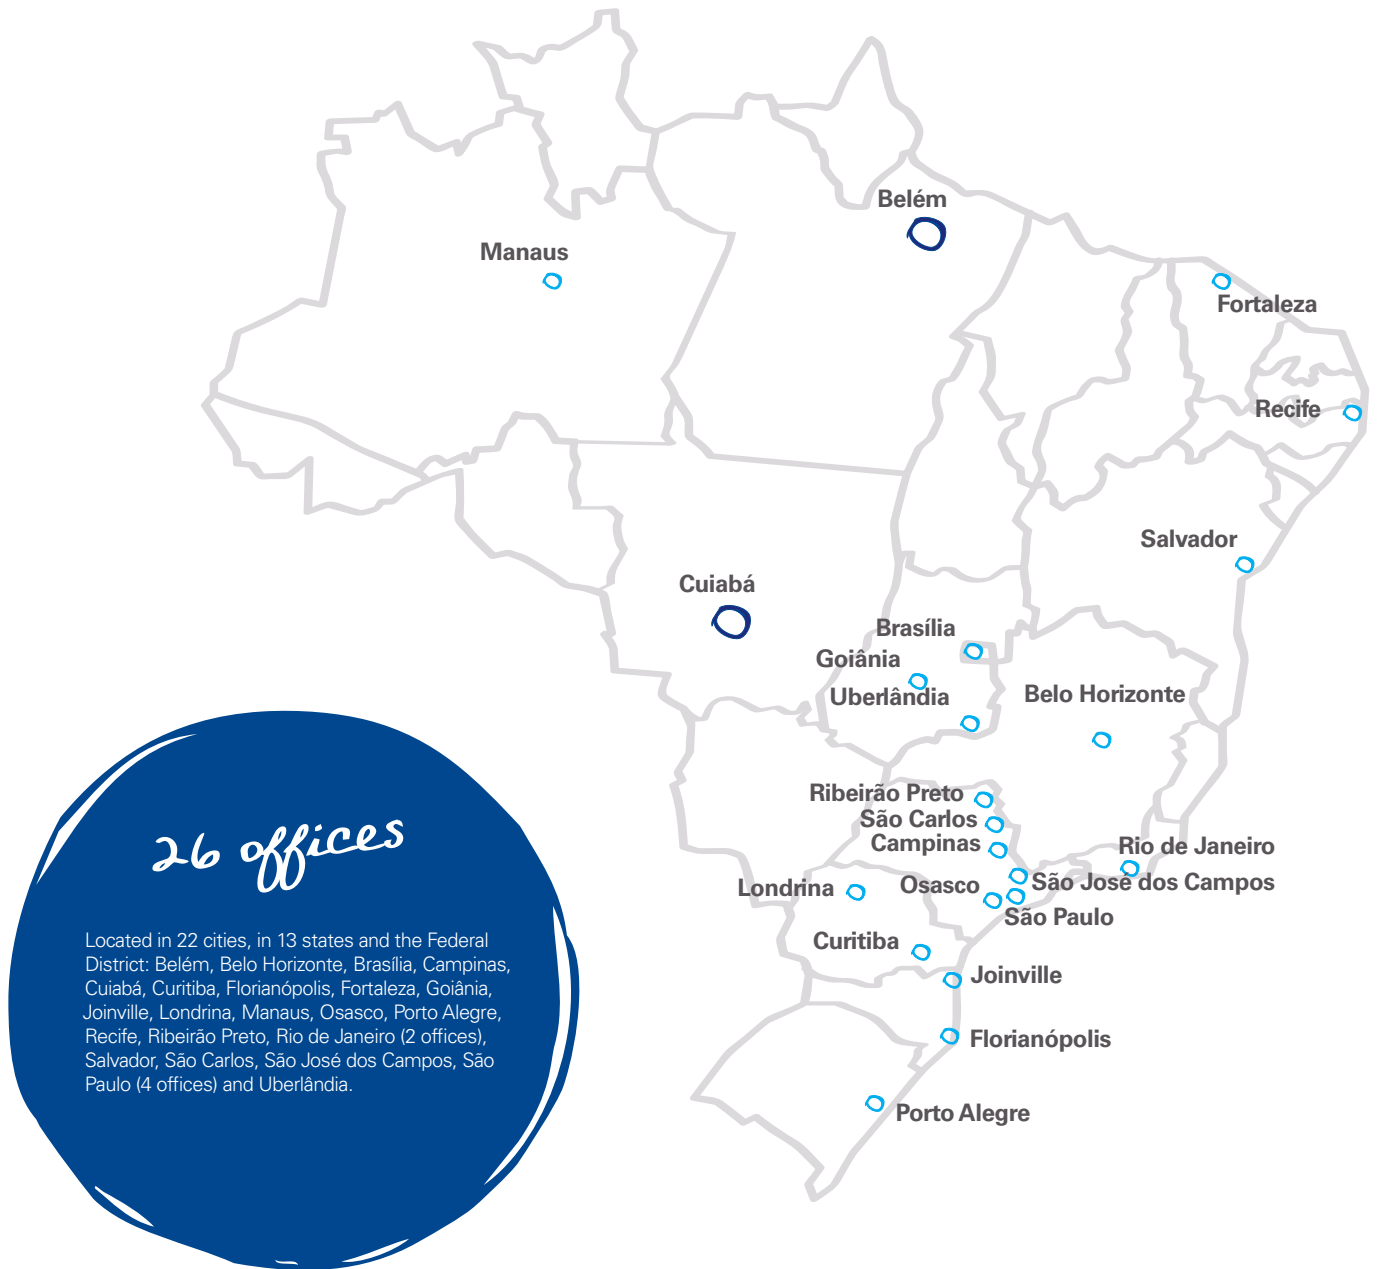 Belém
Manaus
Fortaleza
Recife
Salvador
Cuiabá
Brasília
Goiânia
Uberlândia
Belo Horizonte
Ribeirão Preto
São Carlos
Campinas
Rio de Janeiro
São José dos Campos
Osasco
Londrina
São Paulo
Curitiba
Joinville
Florianópolis
Porto Alegre
26 offices
Located in 22 cities, in 13 states and the Federal
District: Belém, Belo Horizonte, Brasília, Campinas,
Cuiabá, Curitiba, Florianópolis, Fortaleza, Goiânia,
Joinville, Londrina, Manaus, Osasco, Porto Alegre,
Recife, Ribeirão Preto, Rio de Janeiro (2 offices),
Salvador, São Carlos, São José dos Campos, São
Paulo (4 offices) and Uberlândia.